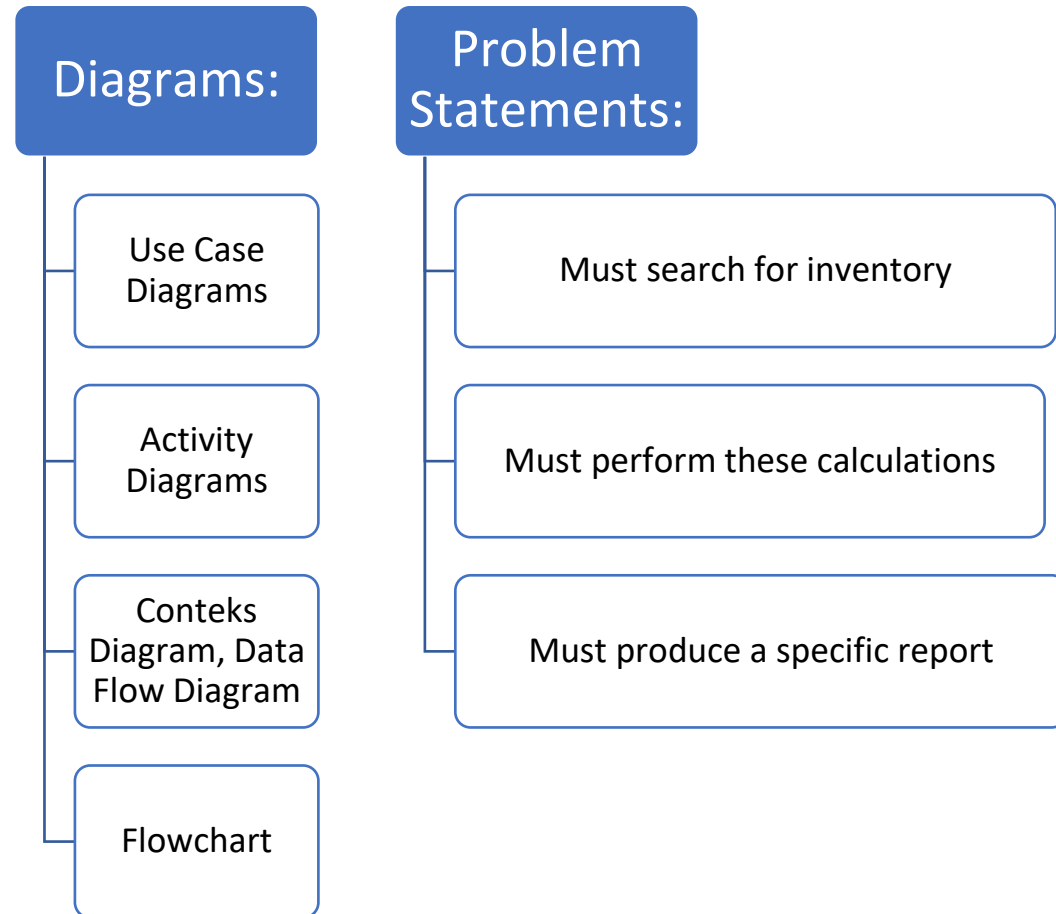 Diagrams:
Use Case
Diagrams
Activity
Diagrams
Conteks
Diagram, Data
Flow Diagram
Flowchart
Problem
Statements:
Must search for inventory
Must perform these calculations
Must produce a specific report